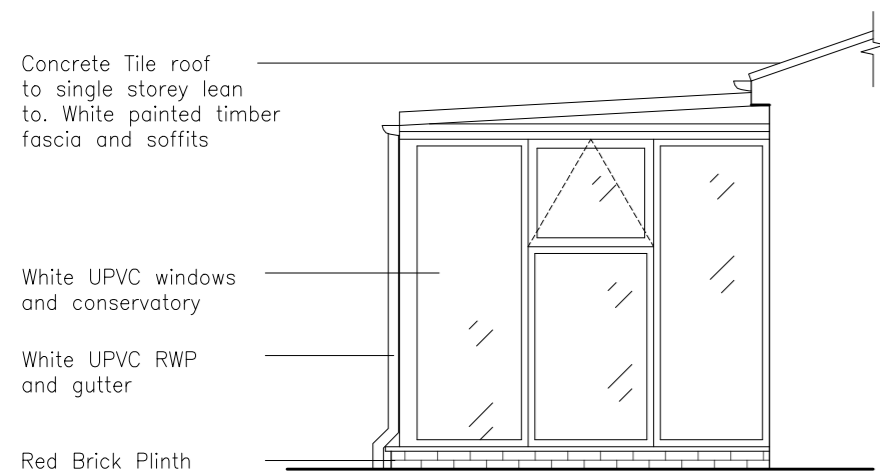 Concrete Tile roof
to single storey lean
to. White painted timber
fascia and soffits
White UPVC windows
and conservatory
White UPVC RWP
and gutter
Red Brick Plinth